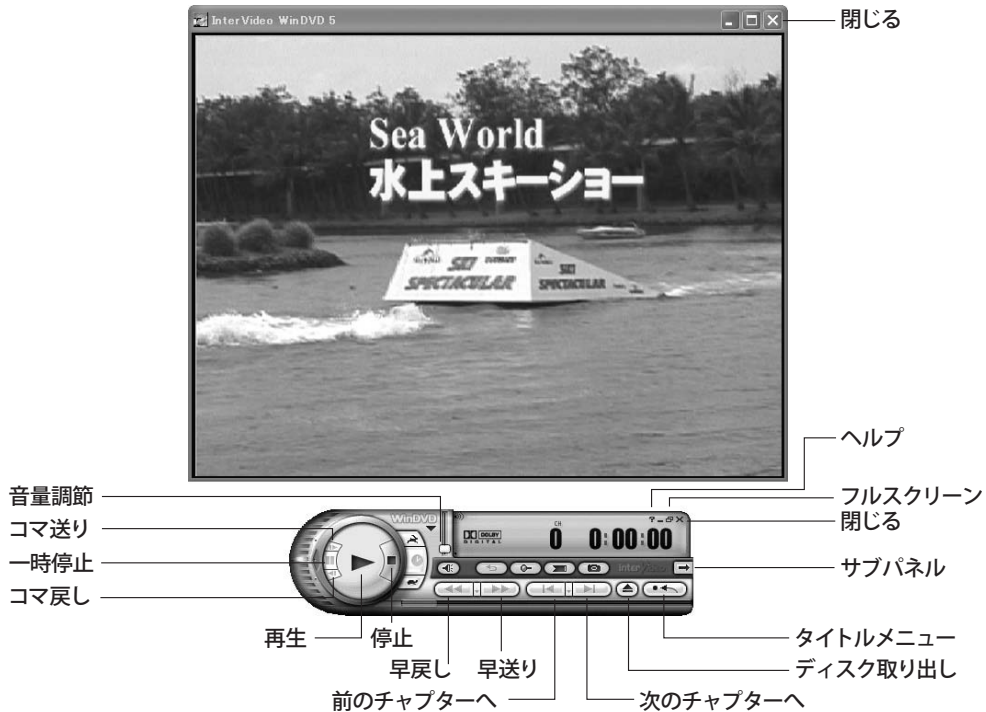 InterVideo WinDVD 5
閉じる
Sea World
水上スキーショー
SKI
SPECTACULAR
SKI
SPECTACULAR
ヘルプ
音量調節
フルスクリーン
コマ送り
閉じる
一時停止
サブパネル
コマ戻し
WinDVD
DOLBY
DIGITAL
CH
0 0:00:00
再生
停止
タイトルメニュー
早戻し
早送り
ディスク取り出し
前のチャプターへ
次のチャプターへ